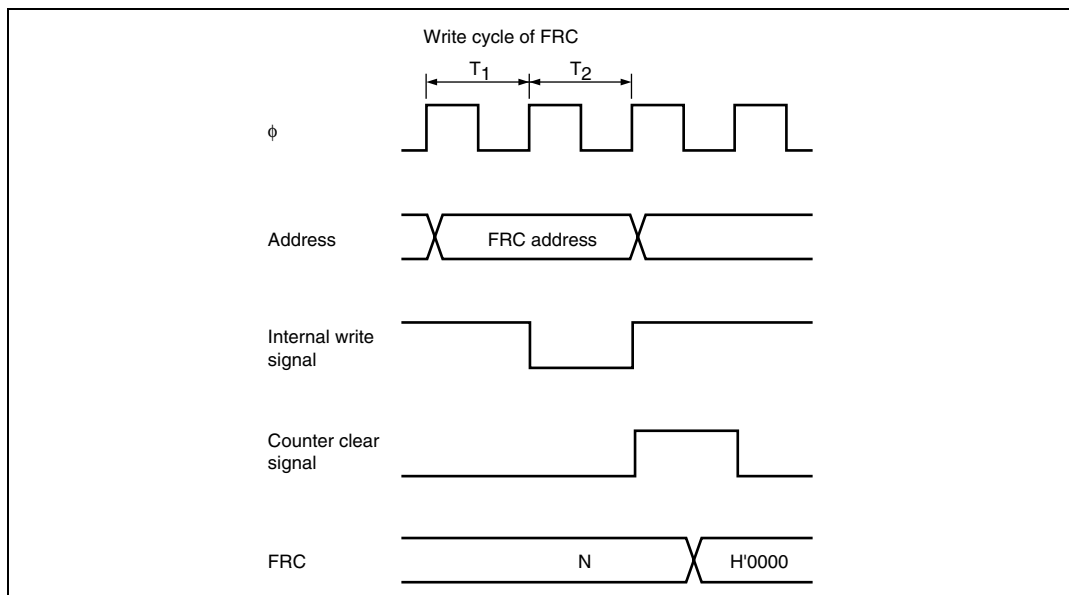 Write cycle of FRC
T1
T2
ϕ
Address
FRC address
Internal write
signal
Counter clear
signal
FRC
N
H'0000